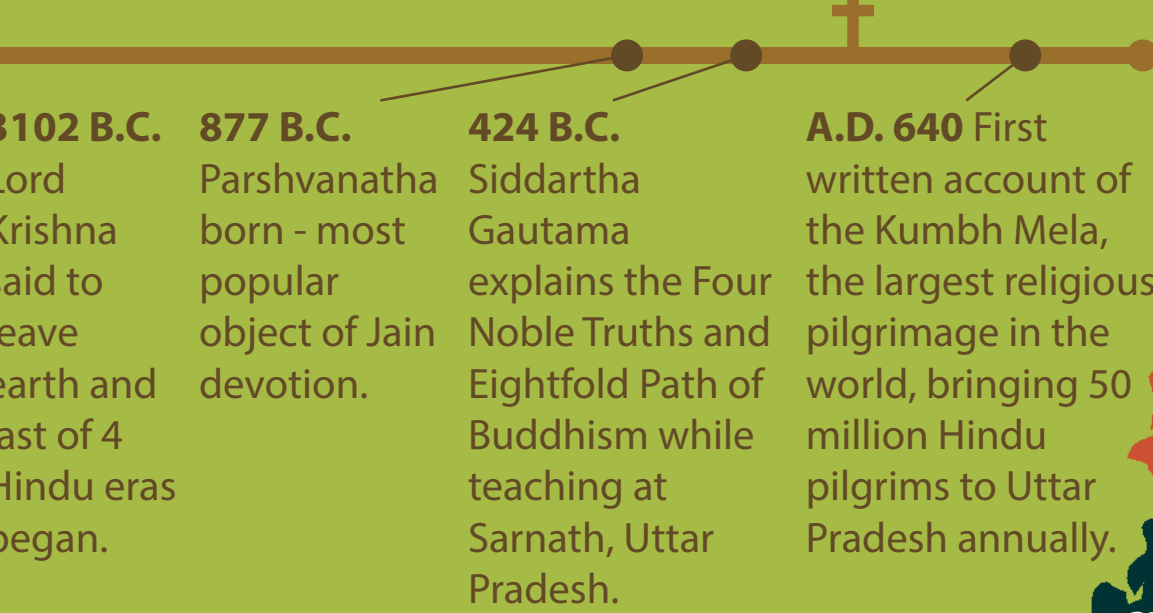 3102 B.C.
Lord
Krishna
said to
leave
earth and
last of 4
Hindu eras
began.
877 B.C.
Parshvanatha
born - most
popular
object of Jain
devotion.
424 B.C.
Siddartha
Gautama
explains the Four
Noble Truths and
Eightfold Path of
Buddhism while
teaching at
Sarnath, Uttar
Pradesh.
A.D. 640 First
written account of
the Kumbh Mela,
the largest religious
pilgrimage in the
world, bringing 50
million Hindu
pilgrims to Uttar
Pradesh annually.